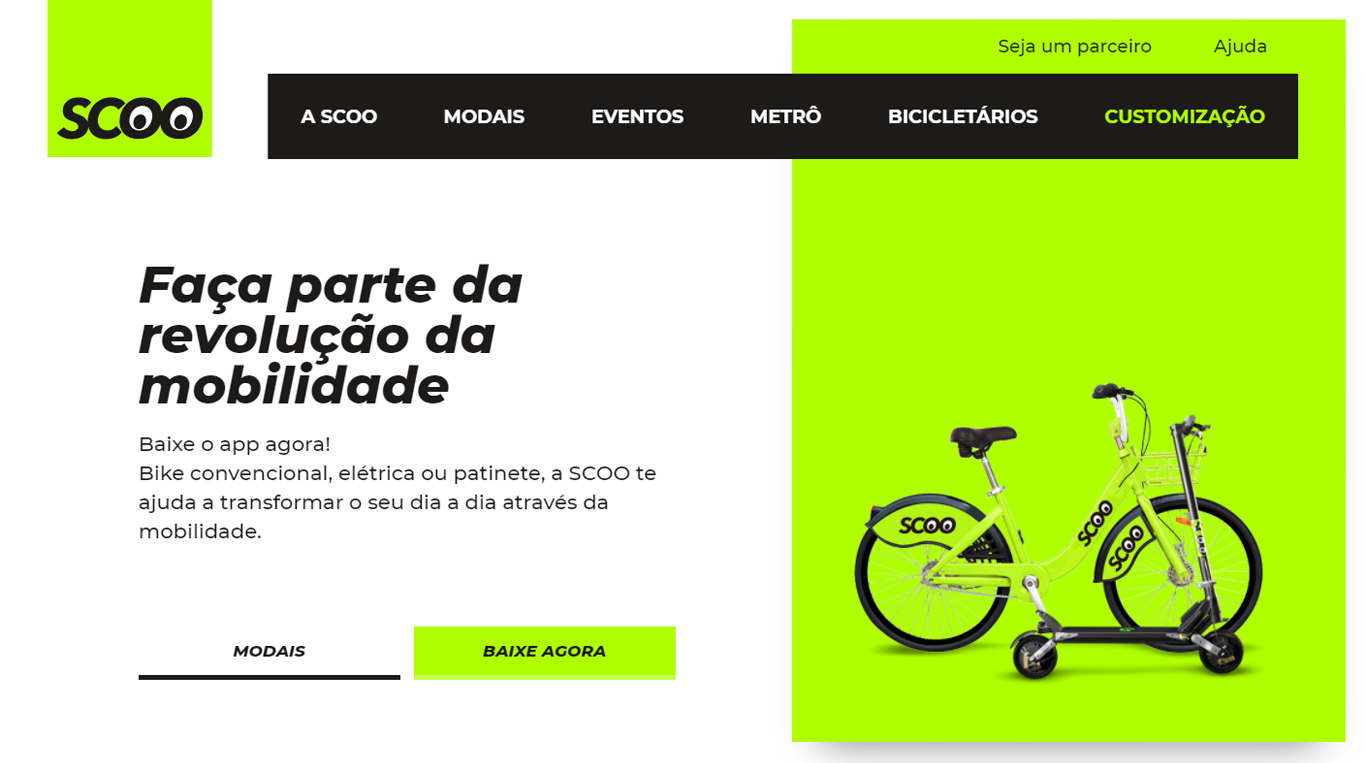 Seja um parceiro Ajuda
SCOO
A SCOO MODAIS EVENTOS METRÔ BICICLETÁRIOS CUSTOMIZAÇÃO
Faça parte da
revolução da
mobilidade
Baixe o app agora!
Bike convencional, elétrica ou patinete, a SCOO te
ajuda a transformar o seu dia a dia através da
mobilidade.
MODAIS BAIXE AGORA
SCOO
SCOO
SCOO